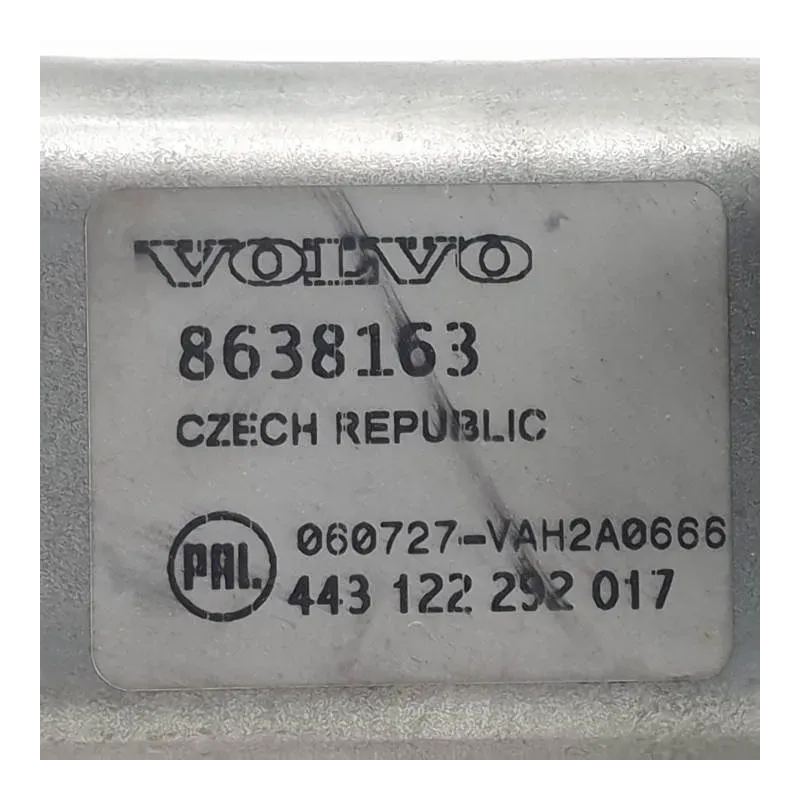 VOLVO
8638163
CZECH REPUBLIC
PAL 060727-VAH2A0666
443 122 292 017